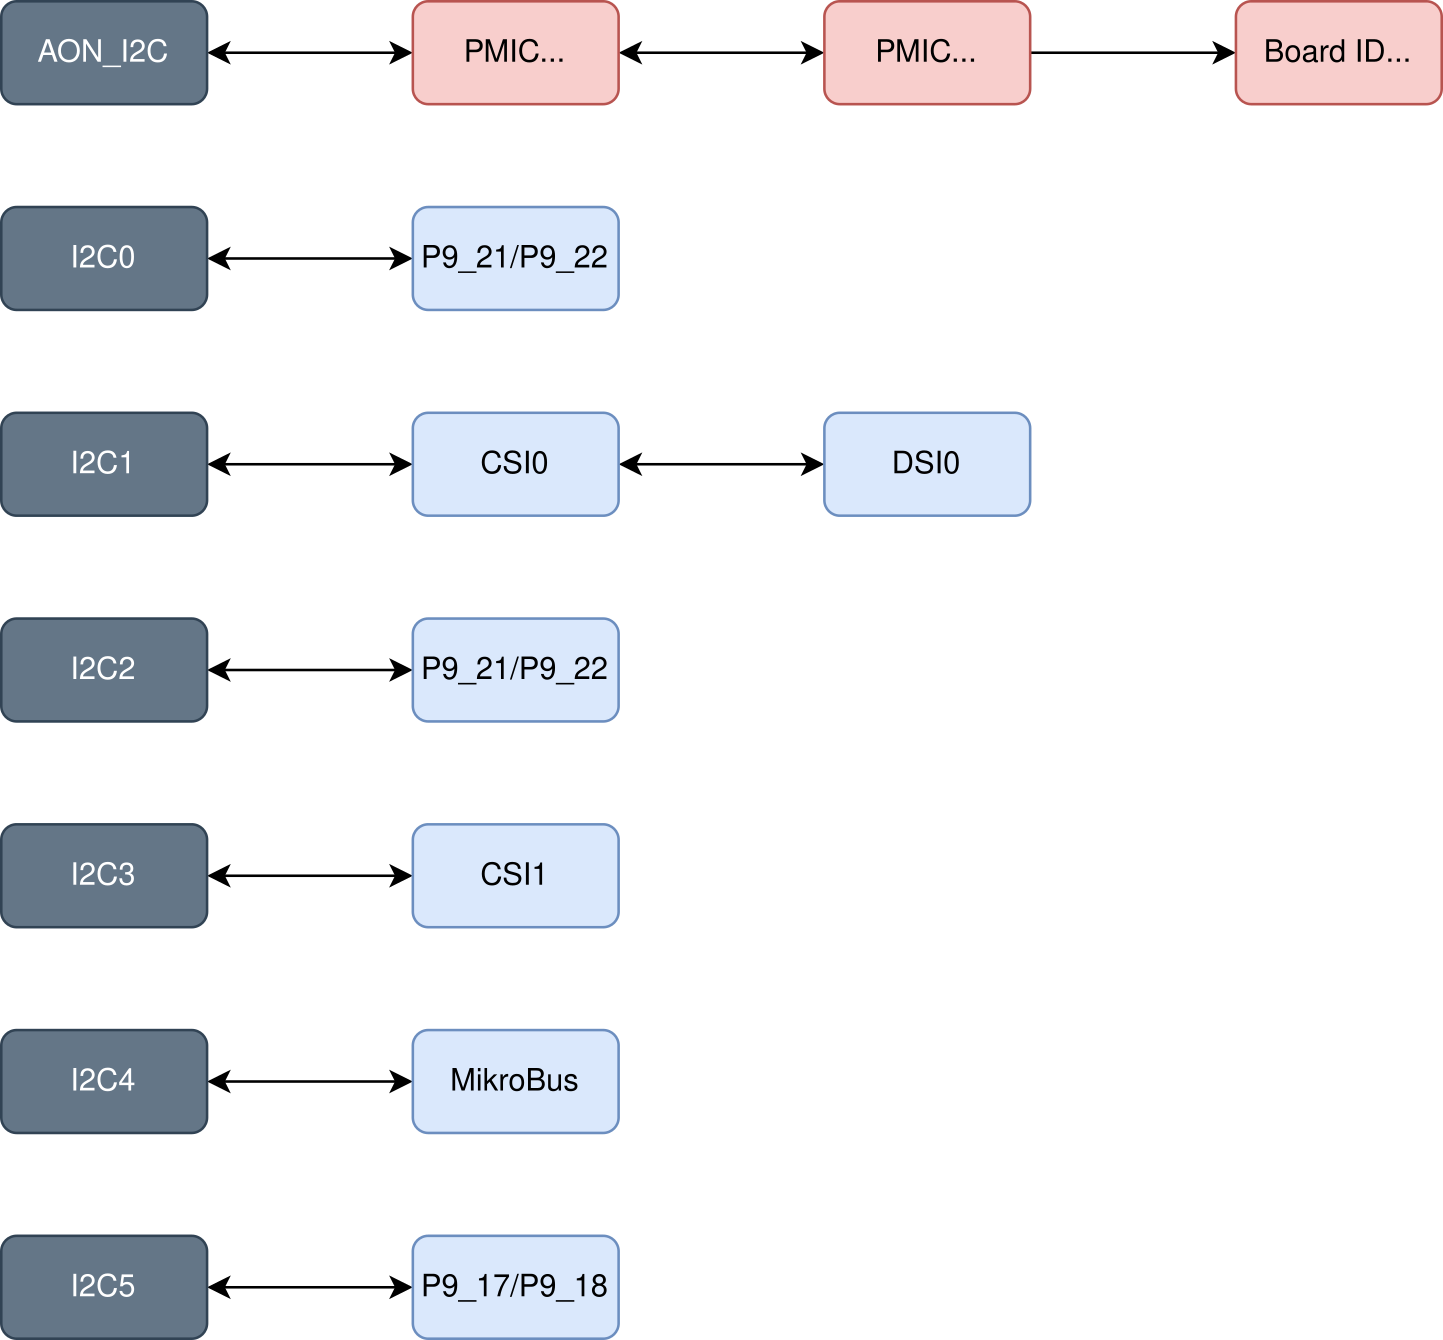 AON_I2C
PMIC...
PMIC...
Board ID...
I2C0
P9_21/P9_22
I2C1
CSI0
DSI0
I2C2
P9_21/P9_22
I2C3
CSI1
I2C4
MikroBus
I2C5
P9_17/P9_18